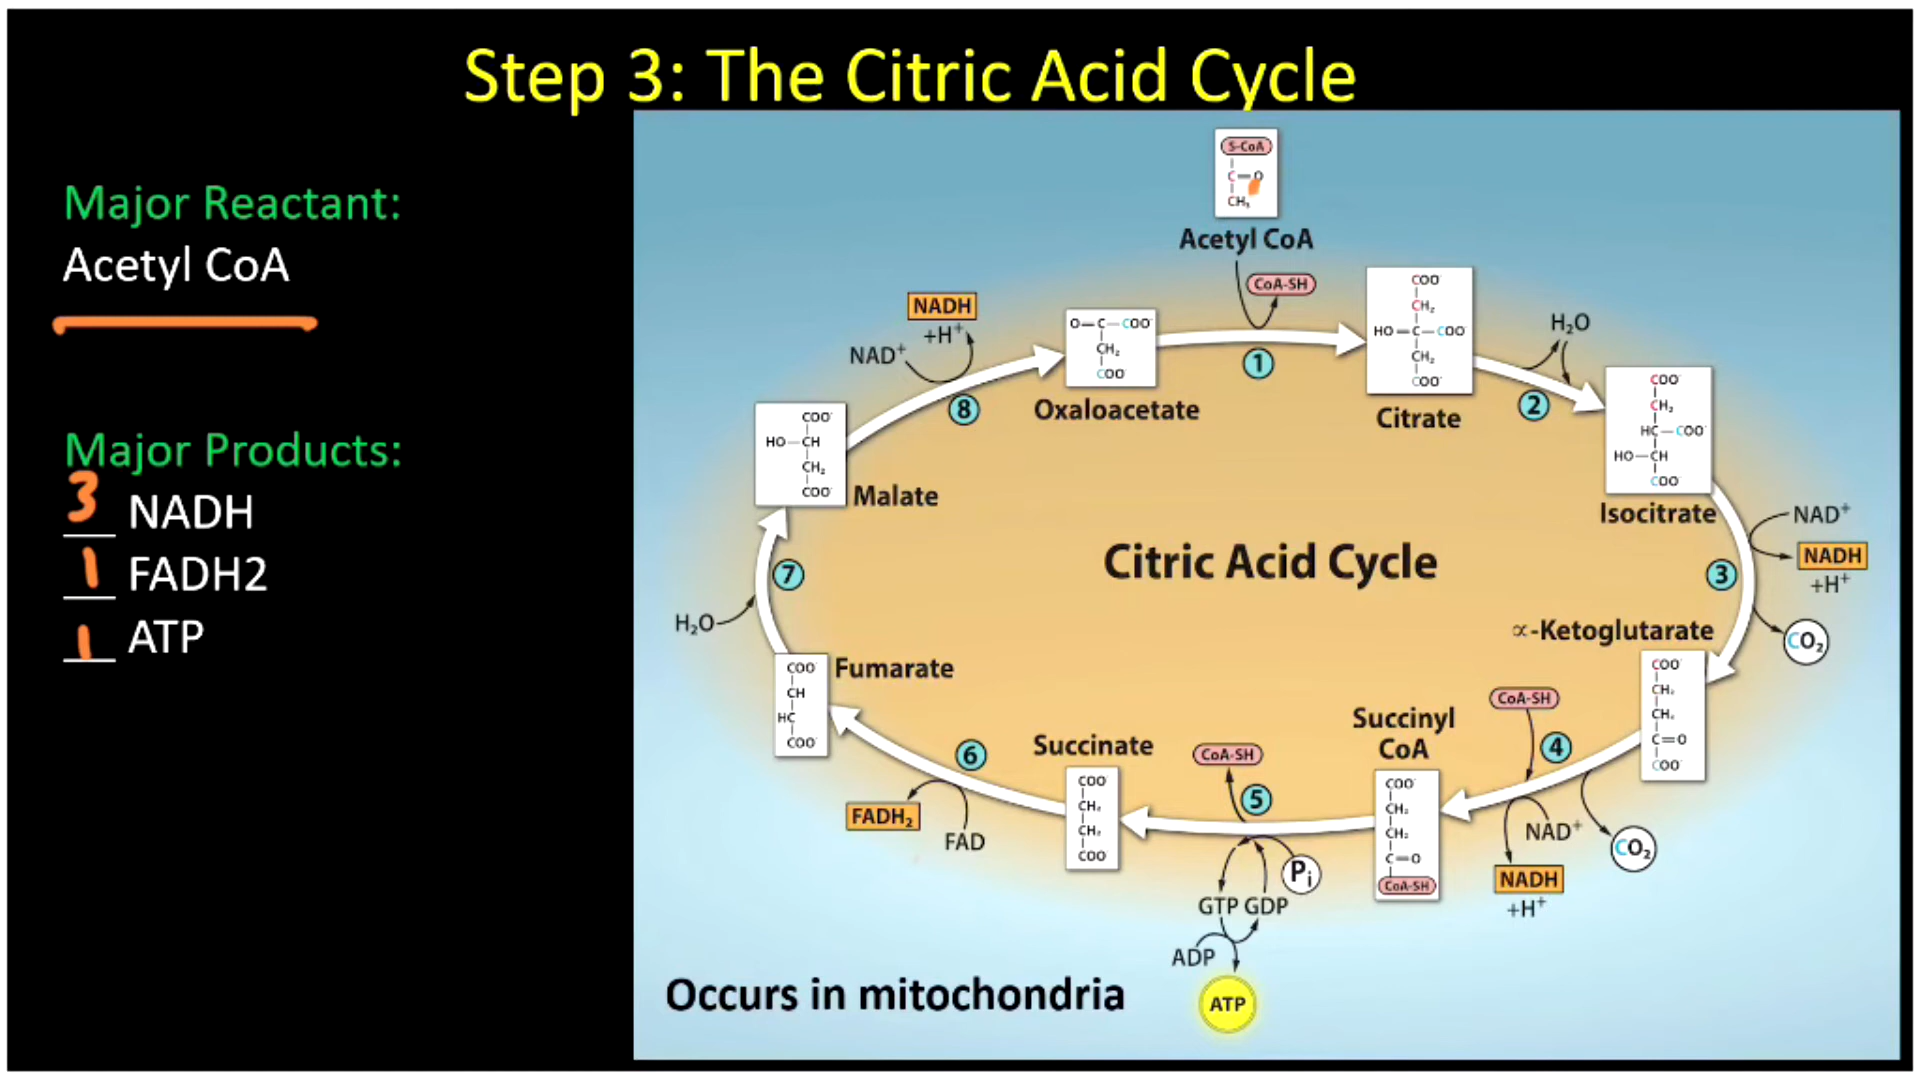 Step 3: The Citric Acid Cycle
Major Reactant:
Acetyl CoA
Major Products:
3 NADH
1 FADH2
1 ATP
S-CoA
C=O
CH₃
Acetyl CoA
CoA-SH
NADH
+H⁺
NAD⁺
8
O=C—COO⁻
CH₂
COO⁻
Oxaloacetate
1
COO⁻
CH₂
HO—C—COO⁻
CH₂
COO⁻
Citrate
H₂O
2
COO⁻
CH₂
HC—COO⁻
HO—CH
COO⁻
Isocitrate
NAD⁺
NADH
+H⁺
3
CO₂
COO⁻
HO—CH
CH₂
COO⁻
Malate
Citric Acid Cycle
7
H₂O
α-Ketoglutarate
COO⁻
CH₂
CH₂
C=O
COO⁻
Fumarate
COO⁻
CH
HC
COO⁻
CoA-SH
4
NAD⁺
NADH
+H⁺
CO₂
Succinyl
CoA
COO⁻
CH₂
CH₂
C=O
CoA-SH
CoA-SH
5
Pi
GTP GDP
ADP
ATP
Succinate
COO⁻
CH₂
CH₂
COO
6
FADH₂
FAD
Occurs in mitochondria